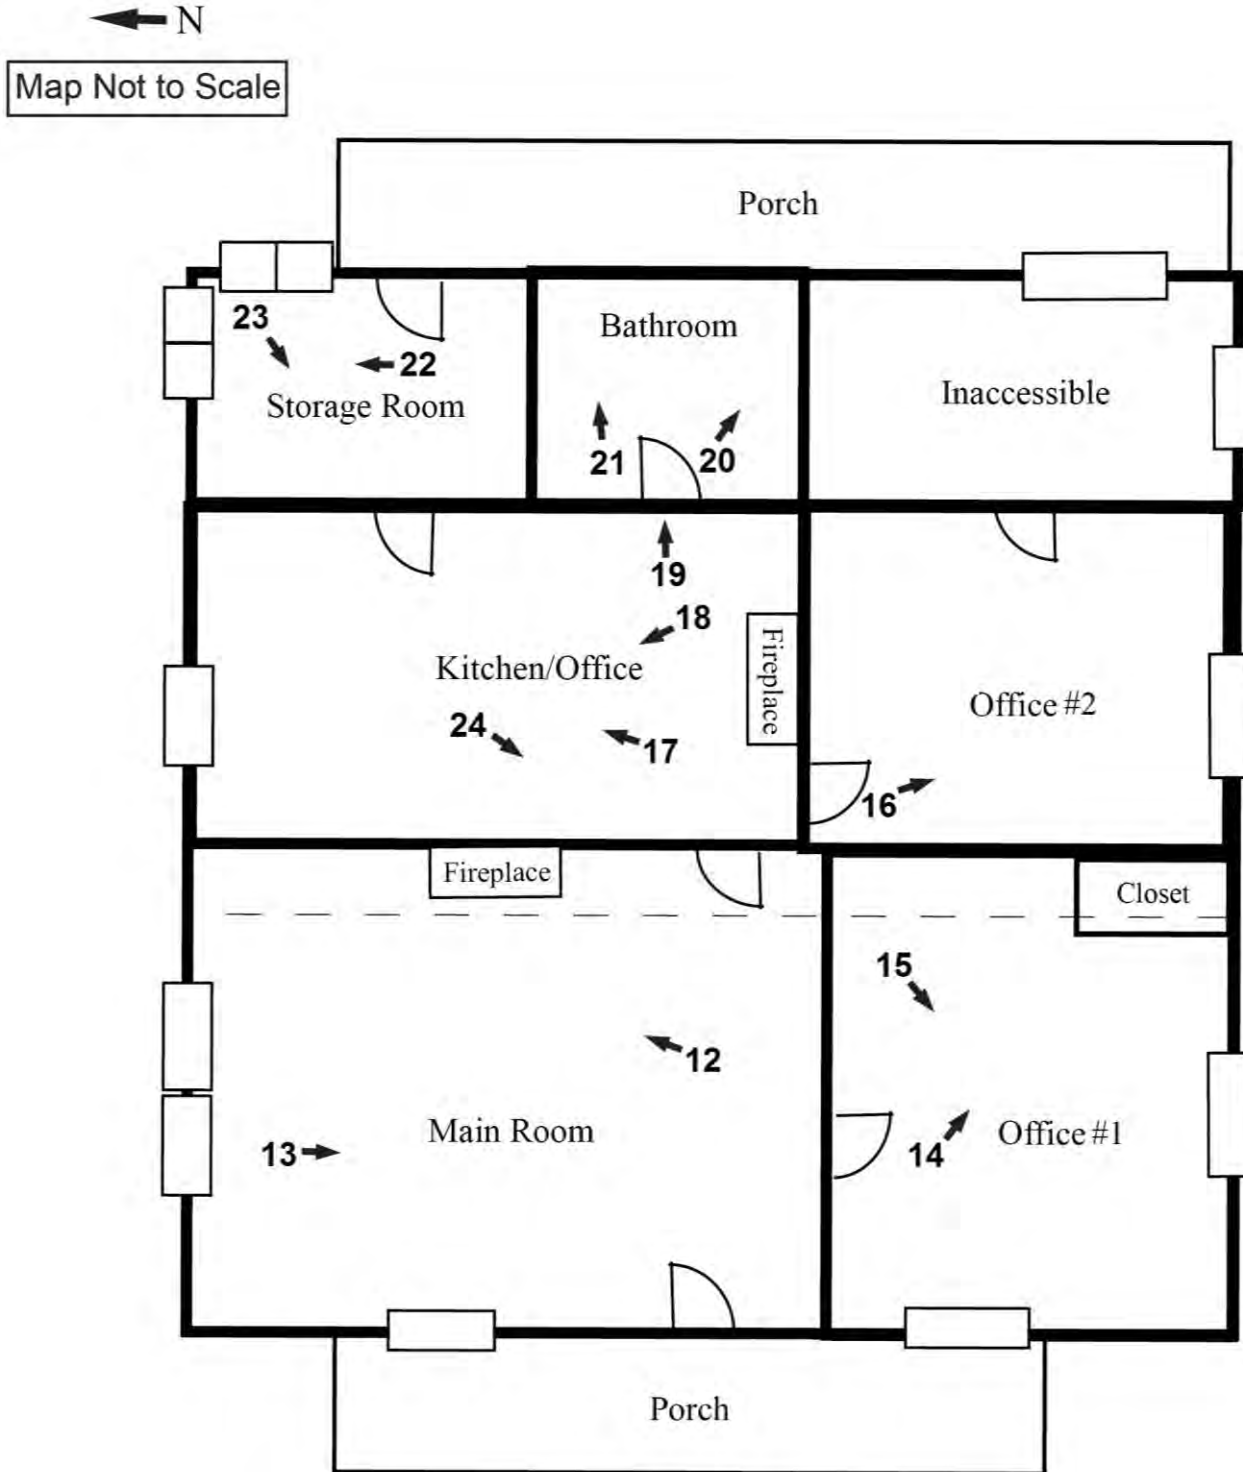 N
Map Not to Scale
Porch
23
22
Storage Room
Bathroom
21
20
Inaccessible
19
18
Kitchen/Office
24
17
Fireplace
Office #2
16
Fireplace
Closet
15
12
13
Main Room
14
Office #1
Porch